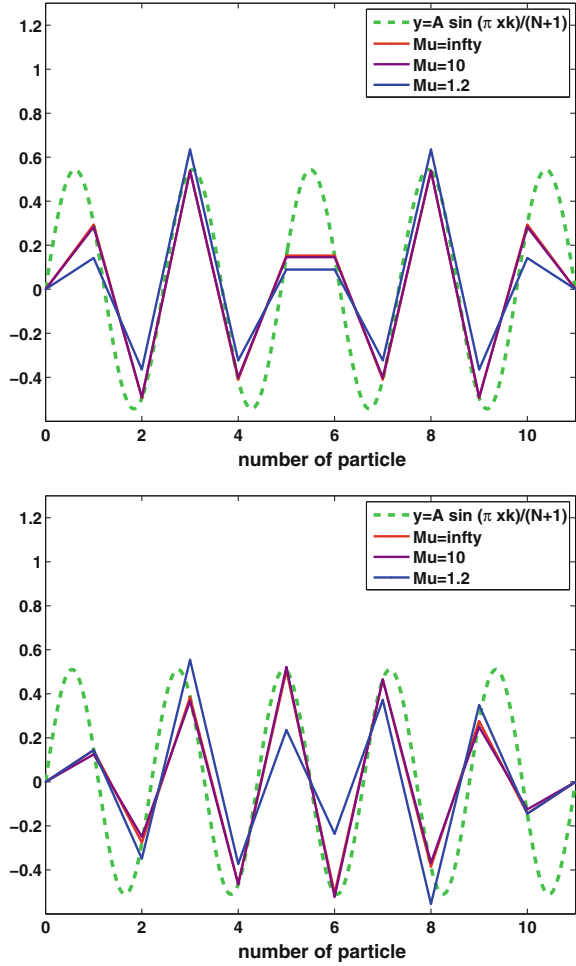 1.2
1
0.8
0.6
0.4
0.2
0
−0.2
−0.4
y=A sin (π xk)/(N+1)
Mu=infty
Mu=10
Mu=1.2
0 2 4 6 8 10
number of particle
1.2
1
0.8
0.6
0.4
0.2
0
−0.2
−0.4
y=A sin (π xk)/(N+1)
Mu=infty
Mu=10
Mu=1.2
0 2 4 6 8 10
number of particle